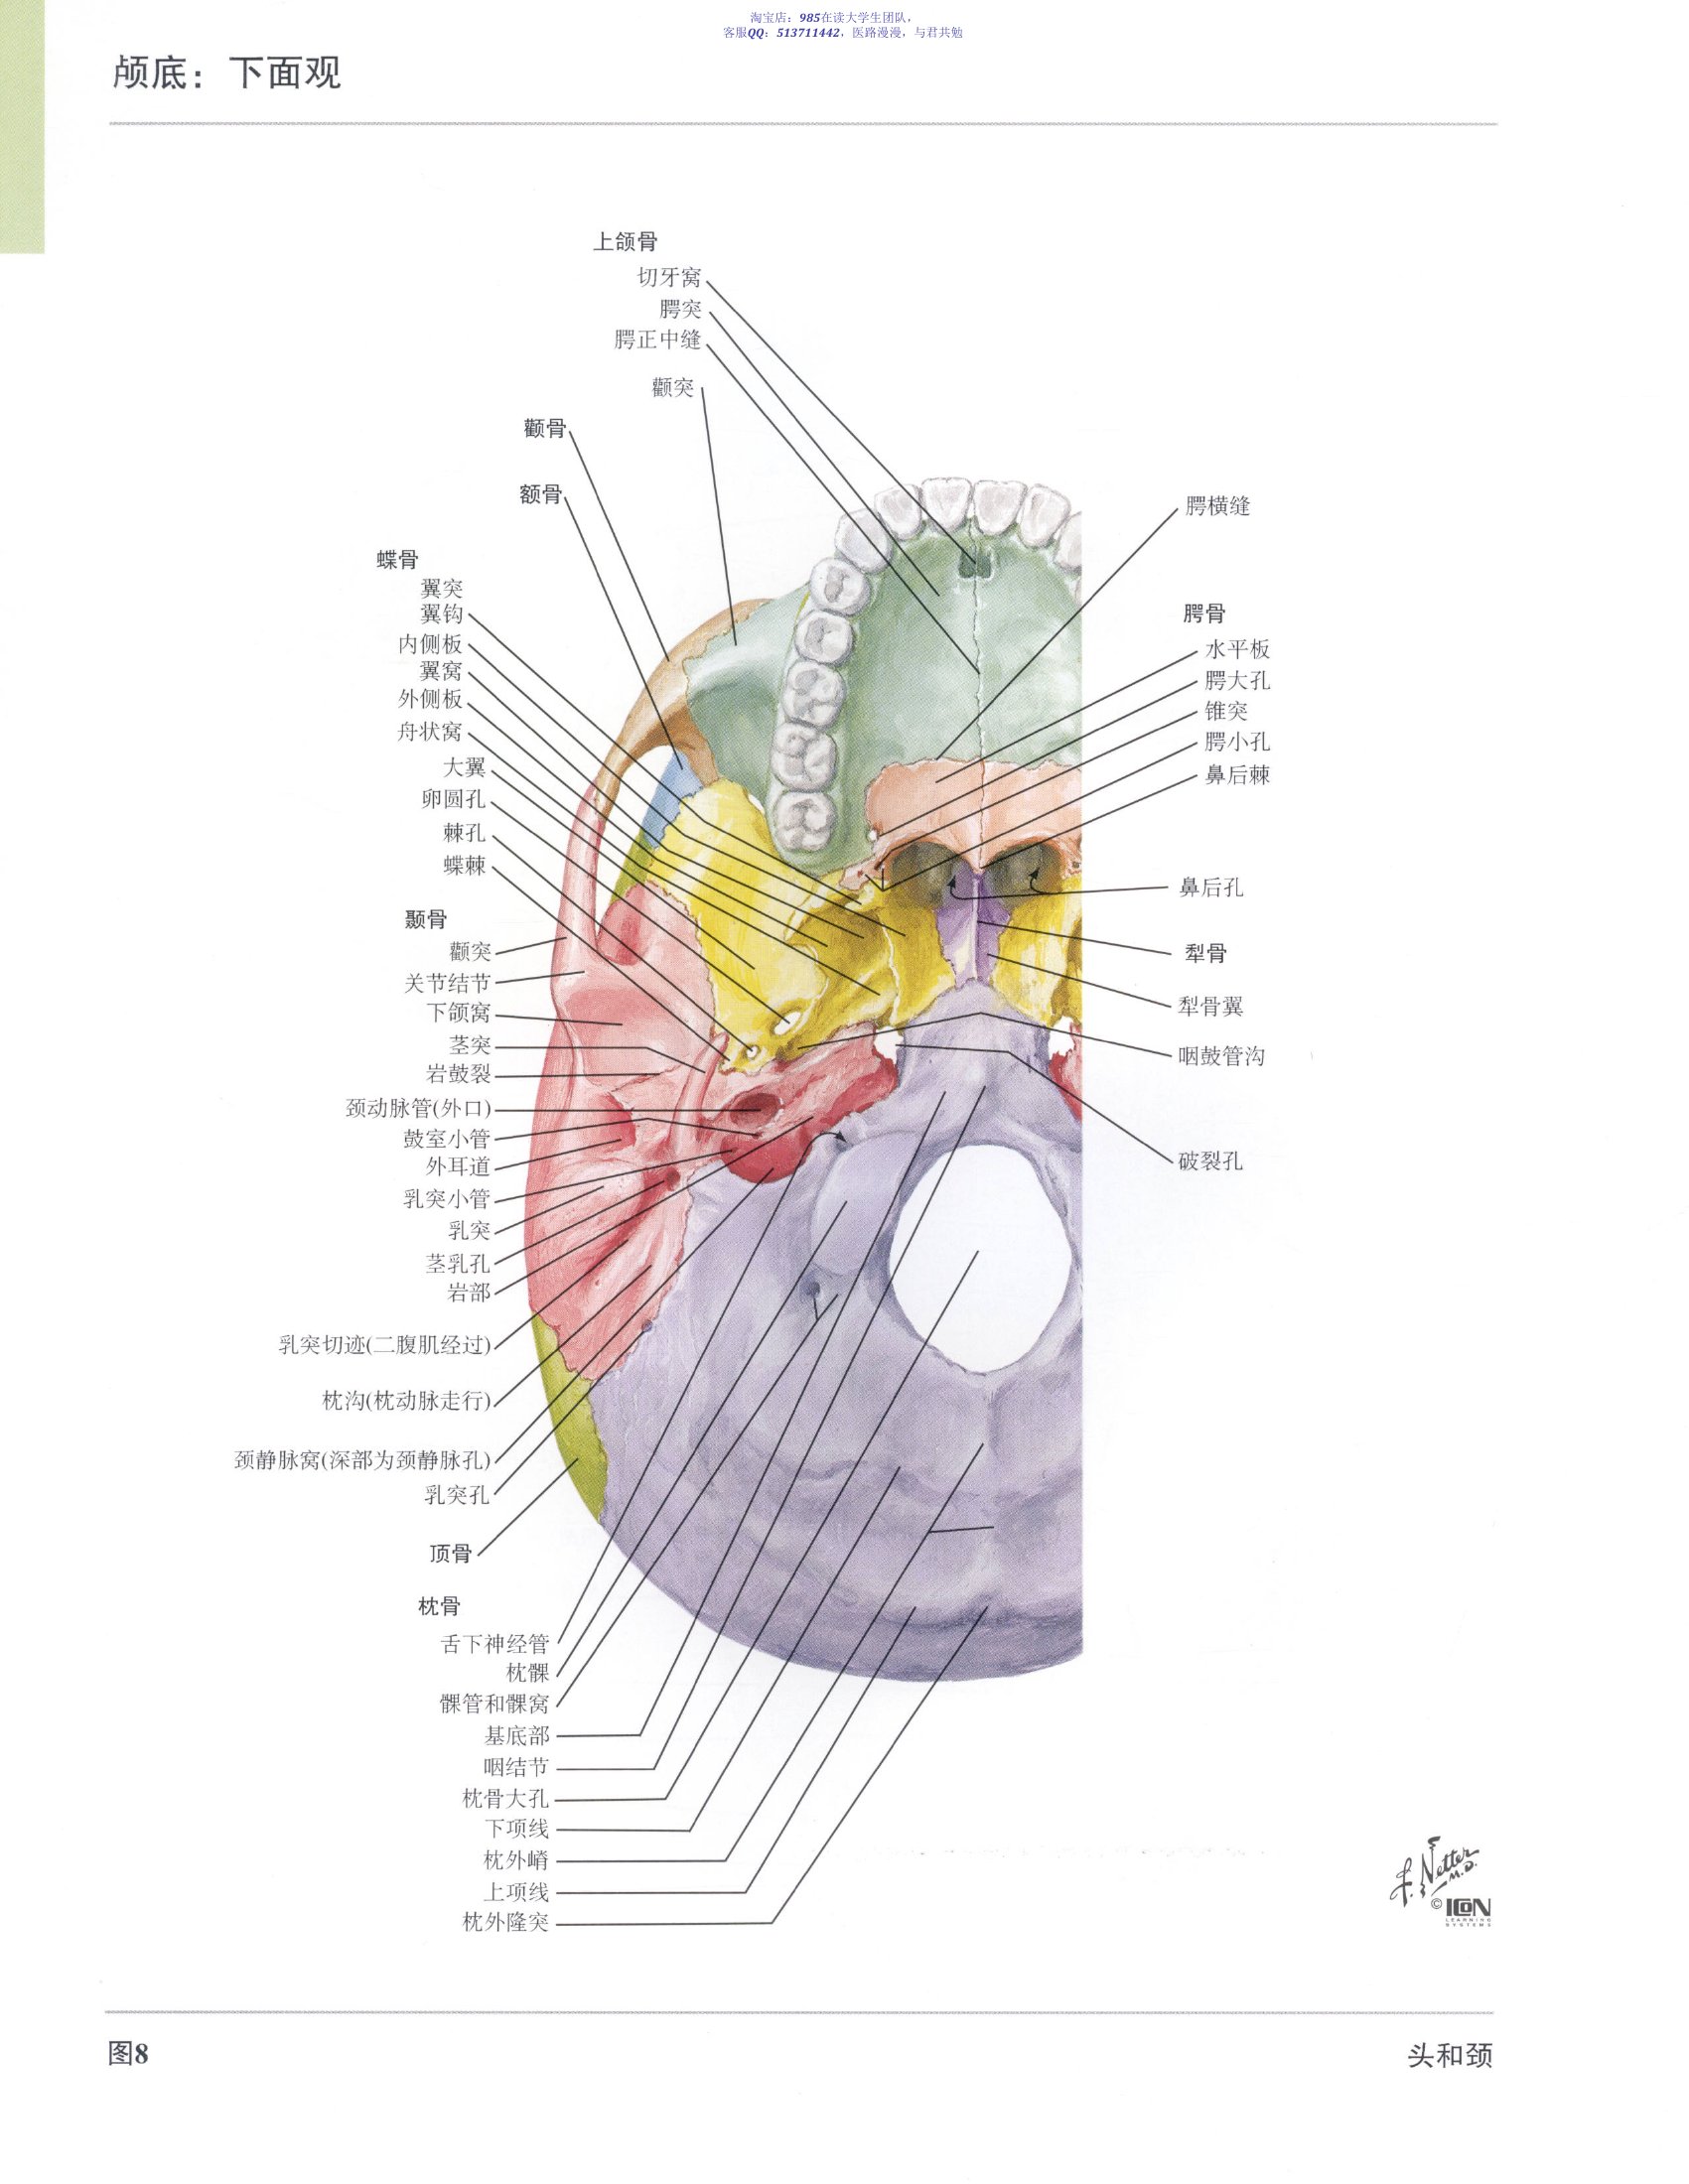 淘宝店：985在读大学生团队，
客服QQ：513711442，医路漫漫，与君共勉
颅底：下面观
上颌骨
切牙窝
腭突
腭正中缝
颧突
颧骨
额骨
蝶骨
翼突
翼钩
内侧板
翼窝
外侧板
舟状窝
大翼
卵圆孔
棘孔
蝶棘
颞骨
颧突
关节结节
下颌窝
茎突
岩鼓裂
颈动脉管(外口)
鼓室小管
外耳道
乳突小管
乳突
茎乳孔
岩部
乳突切迹(二腹肌经过)
枕沟(枕动脉走行)
颈静脉窝(深部为颈静脉孔)
乳突孔
顶骨
枕骨
舌下神经管
枕髁
髁管和髁窝
基底部
咽结节
枕骨大孔
下项线
枕外嵴
上项线
枕外隆突
腭横缝
腭骨
水平板
腭大孔
锥突
腭小孔
鼻后棘
鼻后孔
犁骨
犁骨翼
咽鼓管沟
破裂孔
F. Netter M.D.
© ICON
LEARNING
SYSTEMS
图8
头和颈